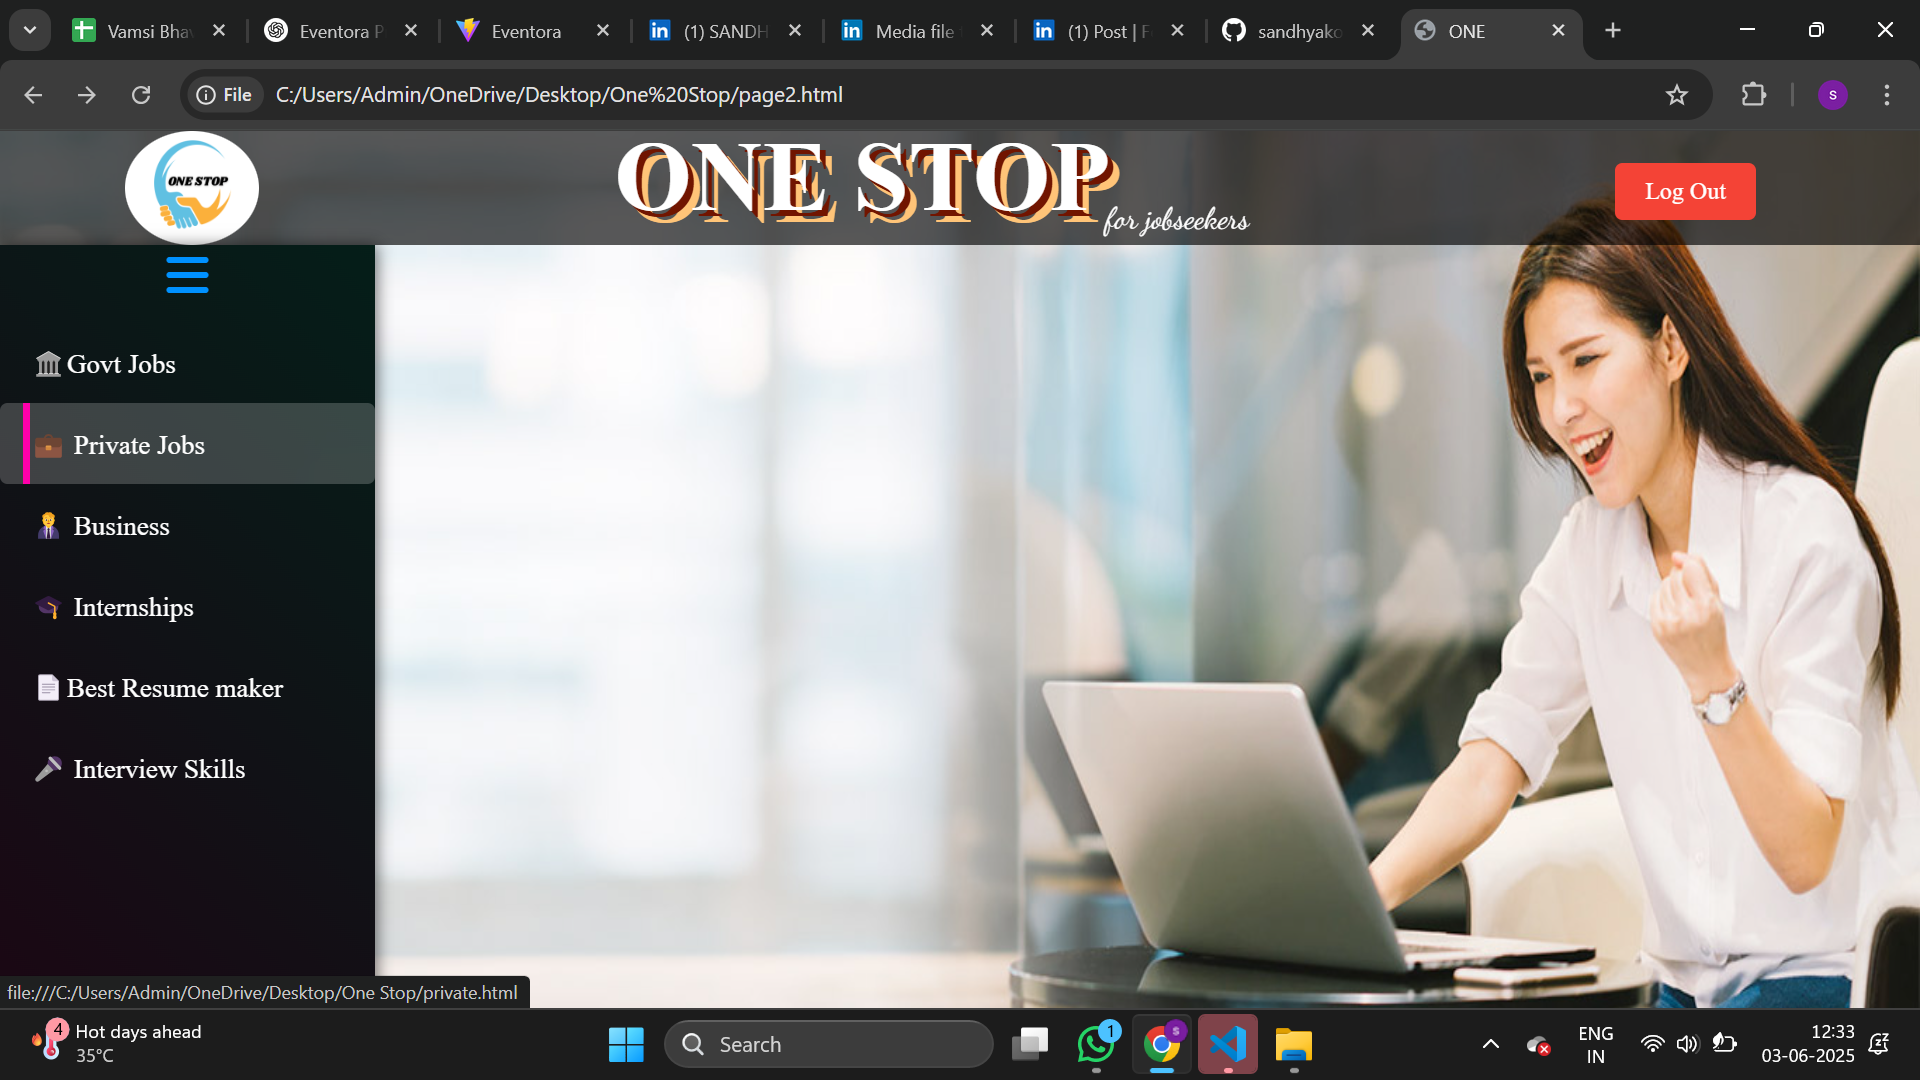 Vamsi Bha
Eventora P
Eventora
(1) SANDH
Media file
(1) Post | F
sandhyako
ONE
File
C:/Users/Admin/OneDrive/Desktop/One%20Stop/page2.html
s
ONE STOP
ONE STOP
for jobseekers
Log Out
Govt Jobs
Private Jobs
Business
Internships
Best Resume maker
Interview Skills
file:///C:/Users/Admin/OneDrive/Desktop/One Stop/private.html
4
Hot days ahead
35°C
Search
1
s
ENG
IN
12:33
03-06-2025